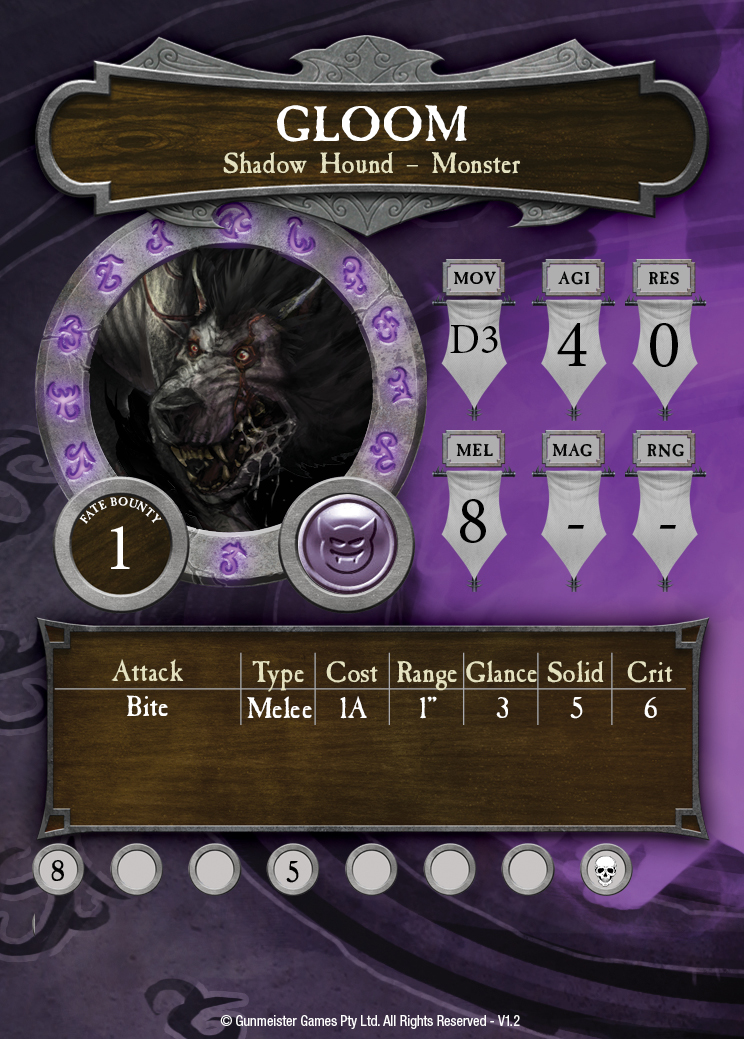 GLOOM
Shadow Hound – Monster
MOV AGI RES
D3 4 0
MEL MAG RNG
8 - -
FATE BOUNTY
1
Attack Type Cost Range Glance Solid Crit
Bite Melee 1A 1” 3 5 6
8 5
© Gunmeister Games Pty Ltd. All Rights Reserved - V1.2